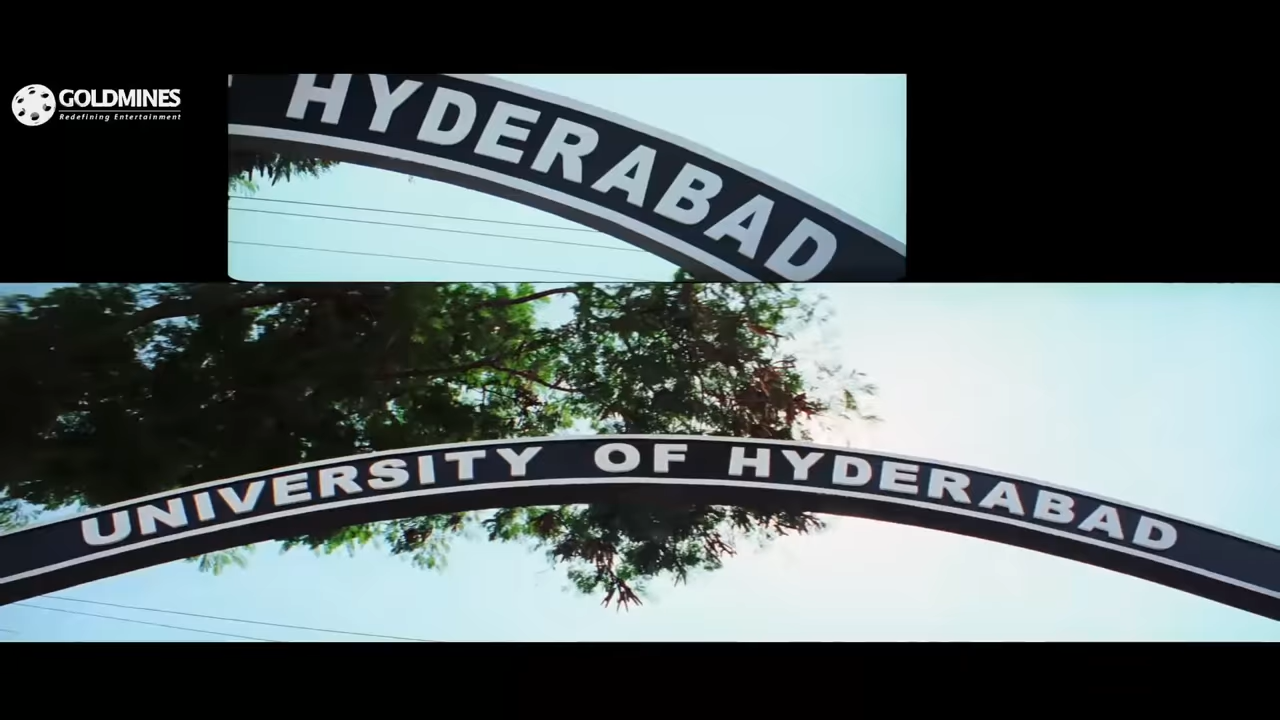 GOLDMINES
Redefining Entertainment
HYDERABAD
UNIVERSITY OF HYDERABAD